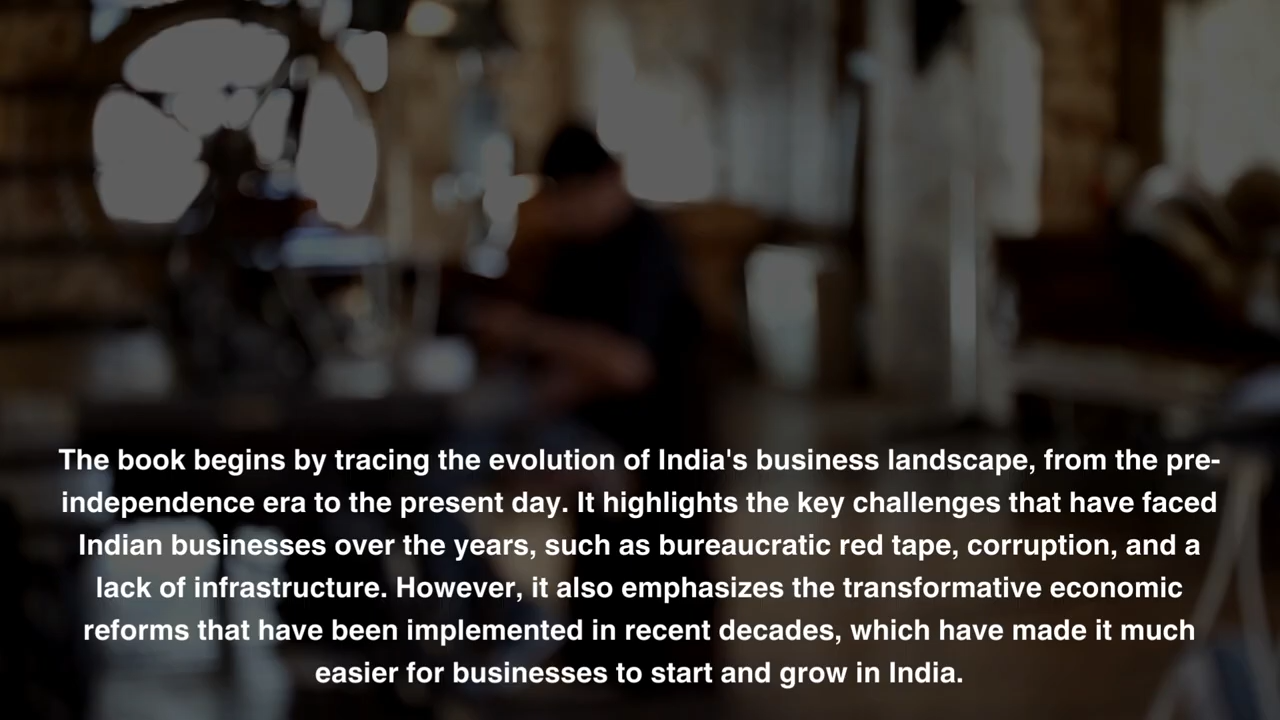 The book begins by tracing the evolution of India's business landscape, from the pre-
independence era to the present day. It highlights the key challenges that have faced
Indian businesses over the years, such as bureaucratic red tape, corruption, and a
lack of infrastructure. However, it also emphasizes the transformative economic
reforms that have been implemented in recent decades, which have made it much
easier for businesses to start and grow in India.